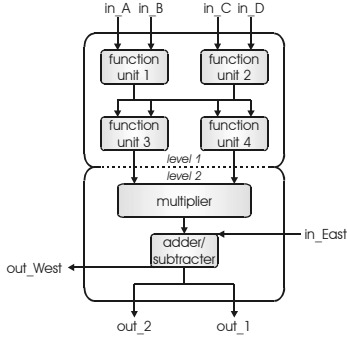 in_A in_B in_C in_D
function
unit 1
function
unit 2
function
unit 3
function
unit 4
level 1
level 2
multiplier
adder/
subtracter
in_East
out_West
out_2 out_1